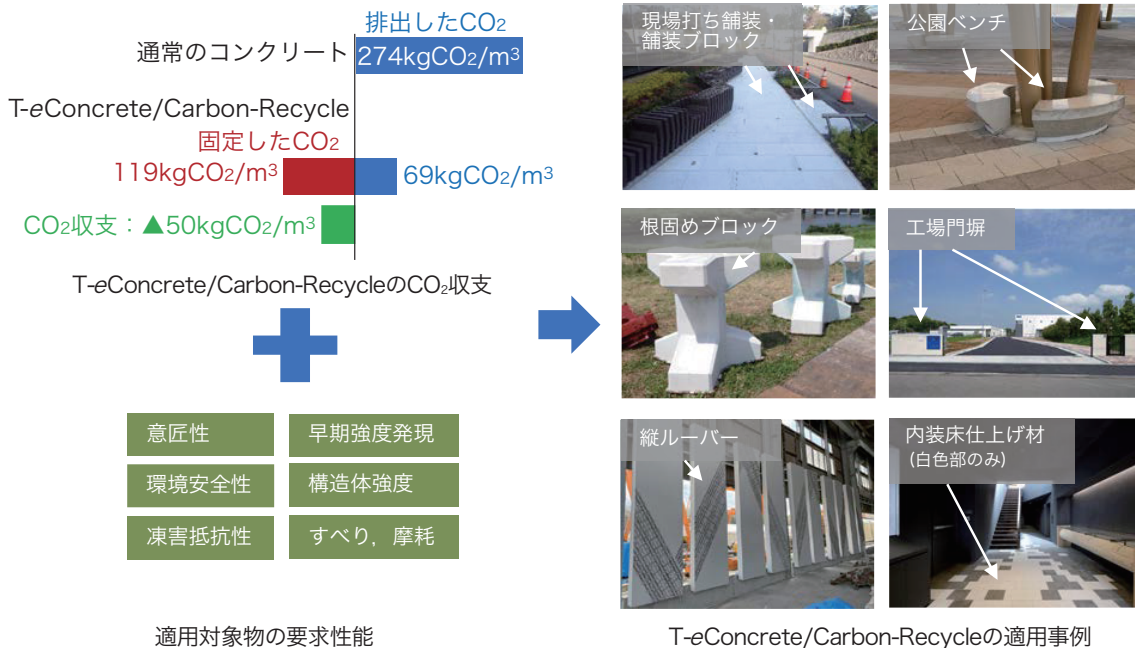 排出したCO₂
通常のコンクリート
274kgCO₂/m³
T-eConcrete/Carbon-Recycle
固定したCO₂
119kgCO₂/m³
69kgCO₂/m³
CO₂収支：▲50kgCO₂/m³
T-eConcrete/Carbon-RecycleのCO₂収支
意匠性
早期強度発現
環境安全性
構造体強度
凍害抵抗性
すべり，摩耗
適用対象物の要求性能
現場打ち舗装・
舗装ブロック
公園ベンチ
根固めブロック
工場門塀
縦ルーバー
内装床仕上げ材
(白色部のみ)
T-eConcrete/Carbon-Recycleの適用事例